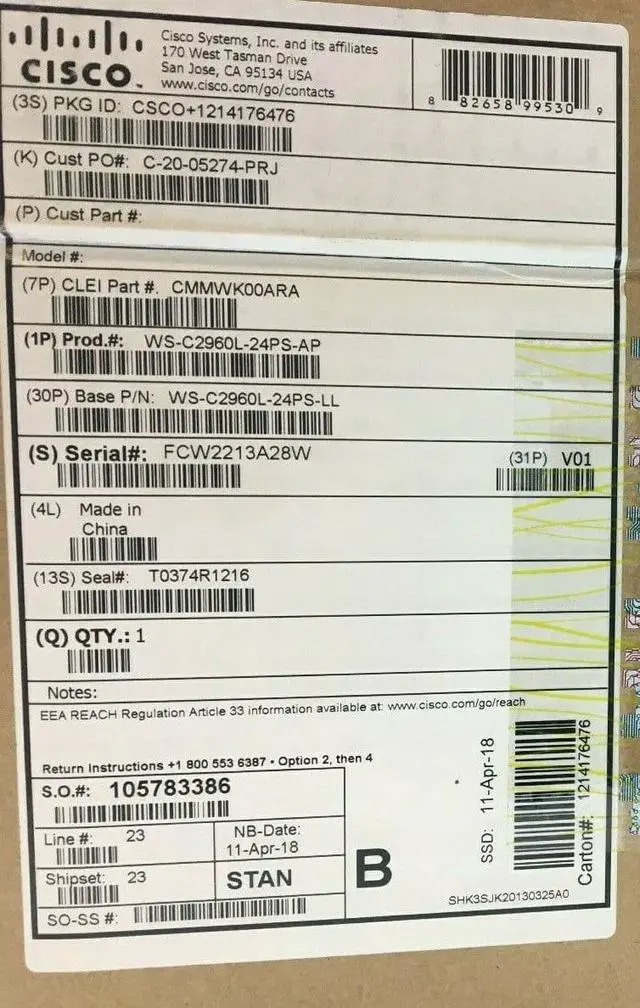 CISCO
Cisco Systems, Inc. and its affiliates
170 West Tasman Drive
San Jose, CA 95134 USA
www.cisco.com/go/contacts
8 82658 99530 9
(3S) PKG ID: CSCO+1214176476
(K) Cust PO#: C-20-05274-PRJ
(P) Cust Part #:
Model #:
(7P) CLEI Part #. CMMWK00ARA
(1P) Prod.#: WS-C2960L-24PS-AP
(30P) Base P/N: WS-C2960L-24PS-LL
(S) Serial#: FCW2213A28W
(31P) V01
(4L) Made in
China
(13S) Seal#: T0374R1216
(Q) QTY.: 1
Notes:
EEA REACH Regulation Article 33 information available at: www.cisco.com/go/reach
Return Instructions +1 800 553 6387 • Option 2, then 4
S.O.#: 105783386
Line #: 23
NB-Date:
11-Apr-18
Shipset: 23
STAN
SO-SS #:
B
SSD: 11-Apr-18
Carton#: 1214176476
SHK3SJK20130325A0